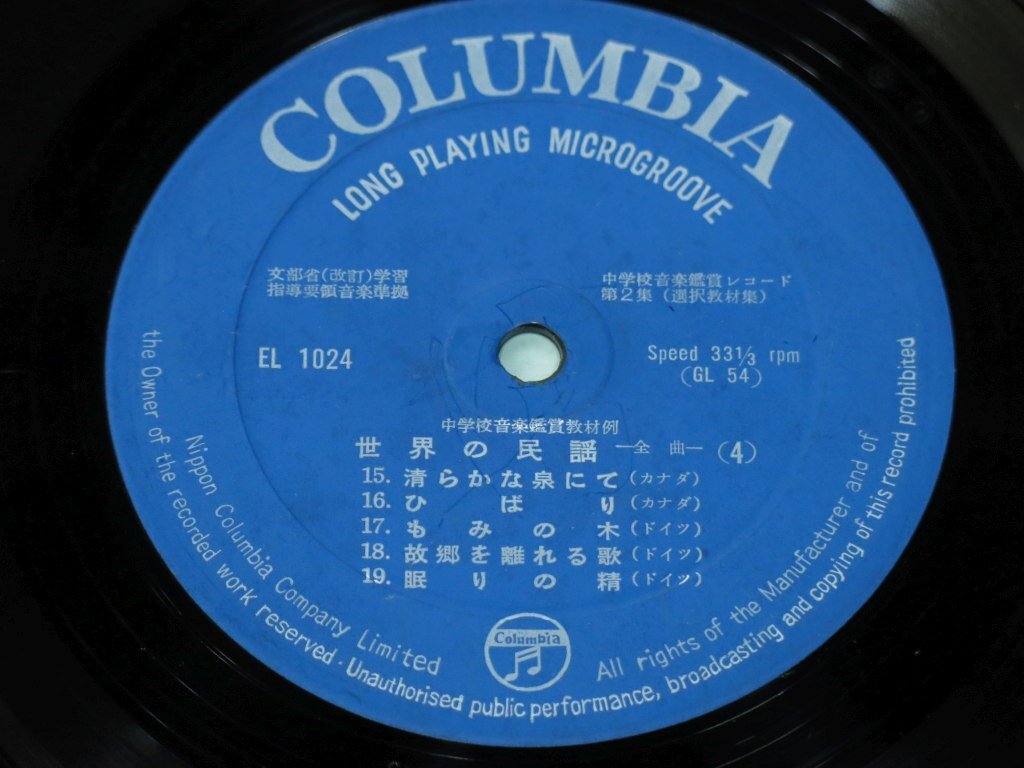 COLUMBIA
LONG PLAYING MICROGROOVE
文部省(改訂)学習
指導要領音楽準拠
中学校音楽鑑賞レコード
第2集 (選択教材集)
EL 1024
Speed 33 1/3 rpm
(GL 54)
中学校音楽鑑賞教材例
世界の民謡 —全曲— (4)
15. 清らかな泉にて (カナダ)
16. ひばり (カナダ)
17. もみの木 (ドイツ)
18. 故郷を離れる歌 (ドイツ)
19. 眠りの精 (ドイツ)
Columbia
Nippon Columbia Company Limited
All rights of the Manufacturer and of
the Owner of the recorded work reserved. Unauthorised public performance, broadcasting and copying of this record prohibited